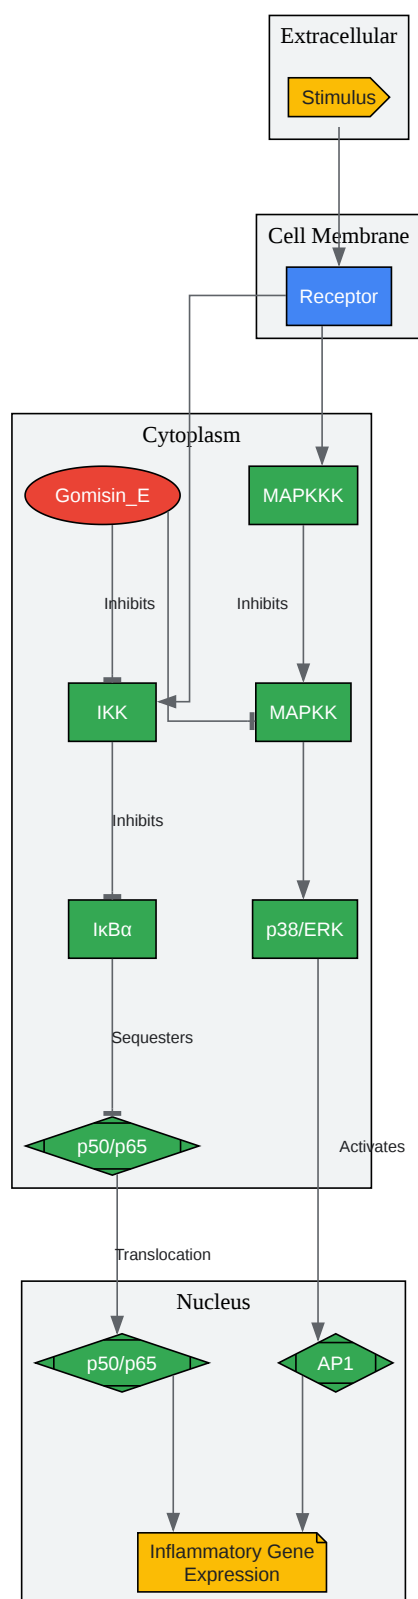 Extracellular
Stimulus
Cell Membrane
Receptor
Cytoplasm
Gomisin_E
MAPKKK
Inhibits
Inhibits
IKK
MAPKK
Inhibits
IκBα
p38/ERK
Sequesters
p50/p65
Activates
Translocation
Nucleus
p50/p65
AP1
Inflammatory Gene
Expression